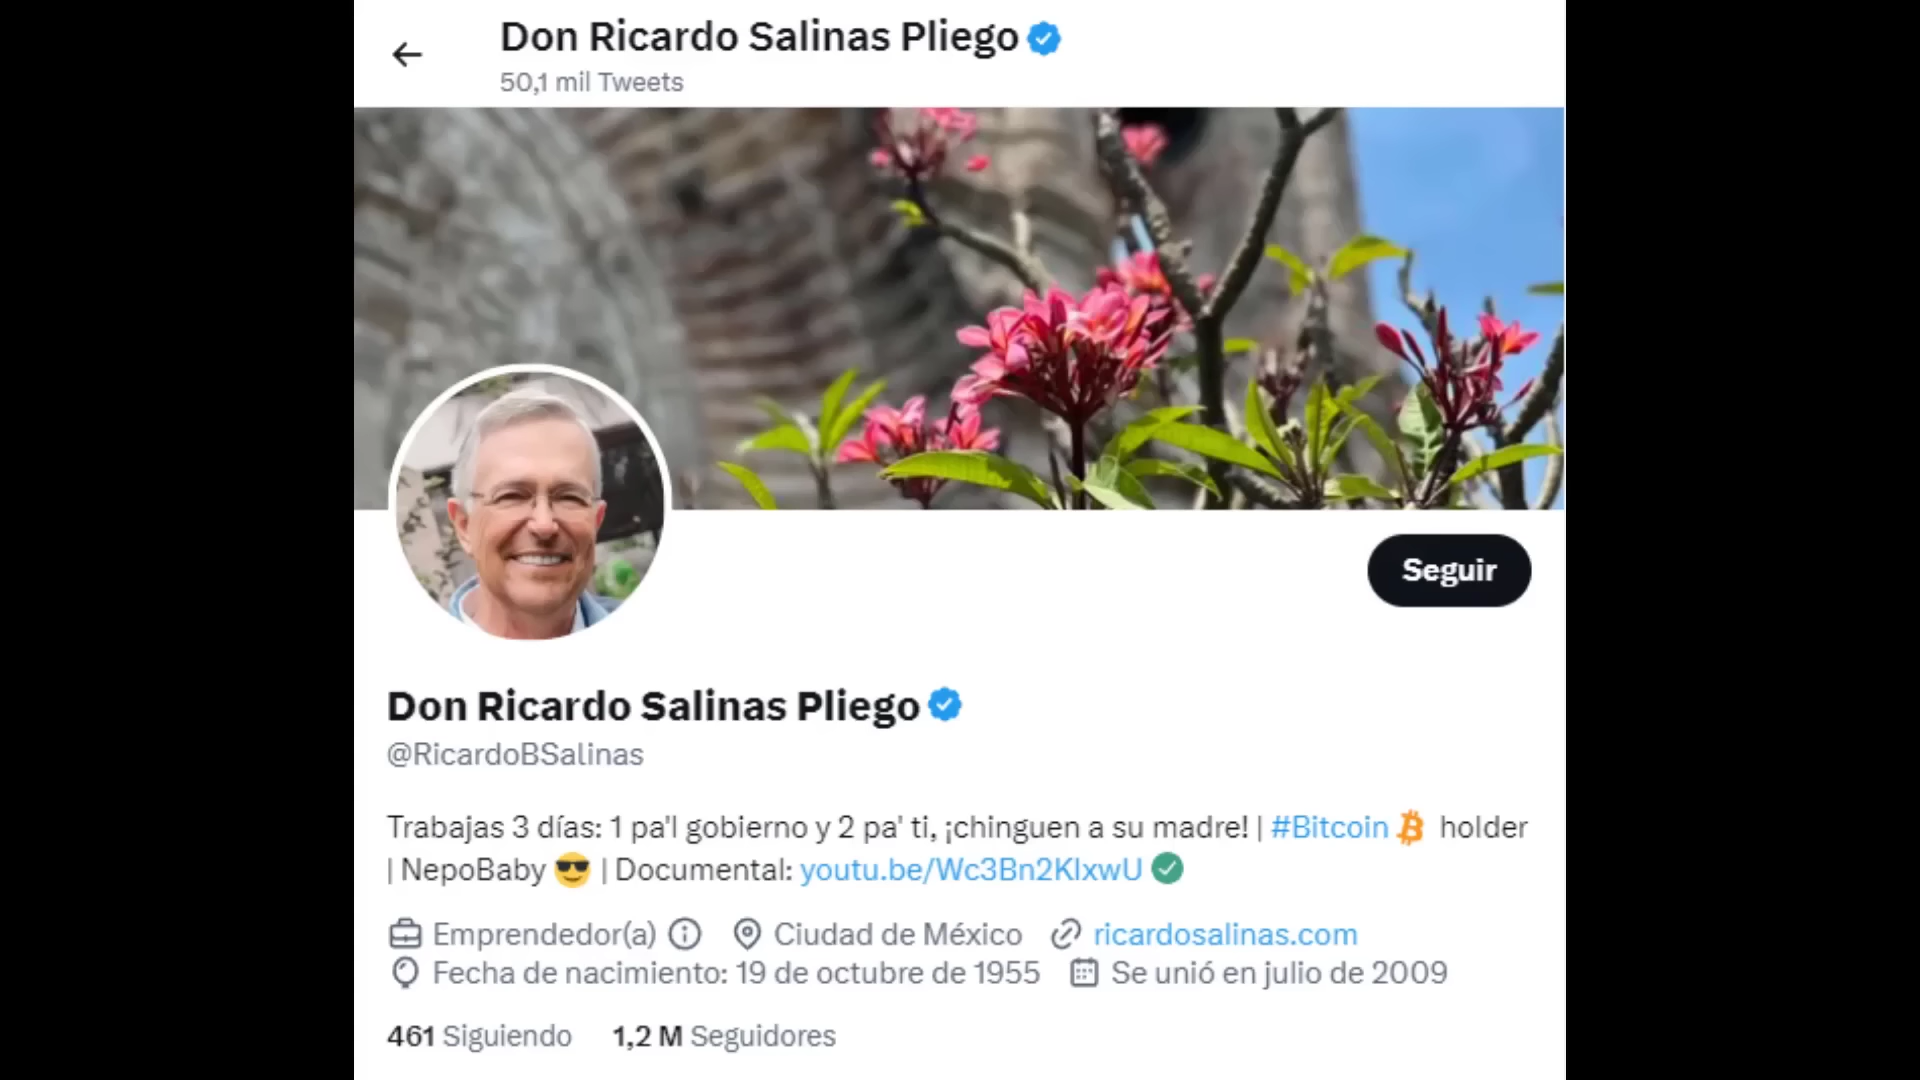 Don Ricardo Salinas Pliego
50,1 mil Tweets
Seguir
Don Ricardo Salinas Pliego
@RicardoBSalinas
Trabajas 3 días: 1 pa'l gobierno y 2 pa' ti, ¡chinguen a su madre! | #Bitcoin holder
| NepoBaby 😎 | Documental: youtu.be/Wc3Bn2KIxwU
Emprendedor(a) Ciudad de México ricardosalinas.com
Fecha de nacimiento: 19 de octubre de 1955 Se unió en julio de 2009
461 Siguiendo 1,2 M Seguidores